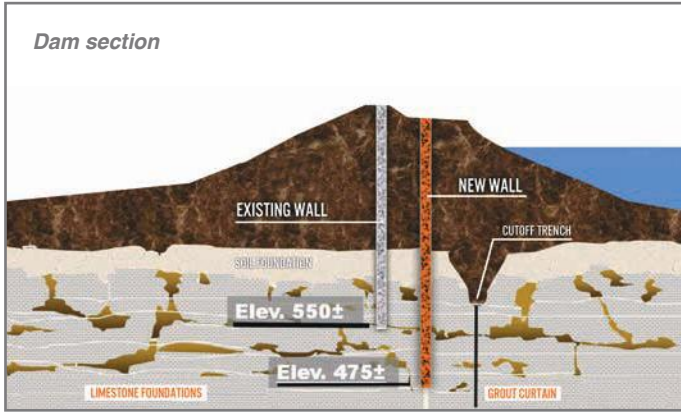 Dam section
EXISTING WALL
NEW WALL
CUTOFF TRENCH
SOIL FOUNDATION
Elev. 550±
Elev. 475±
LIMESTONE FOUNDATIONS
GROUT CURTAIN